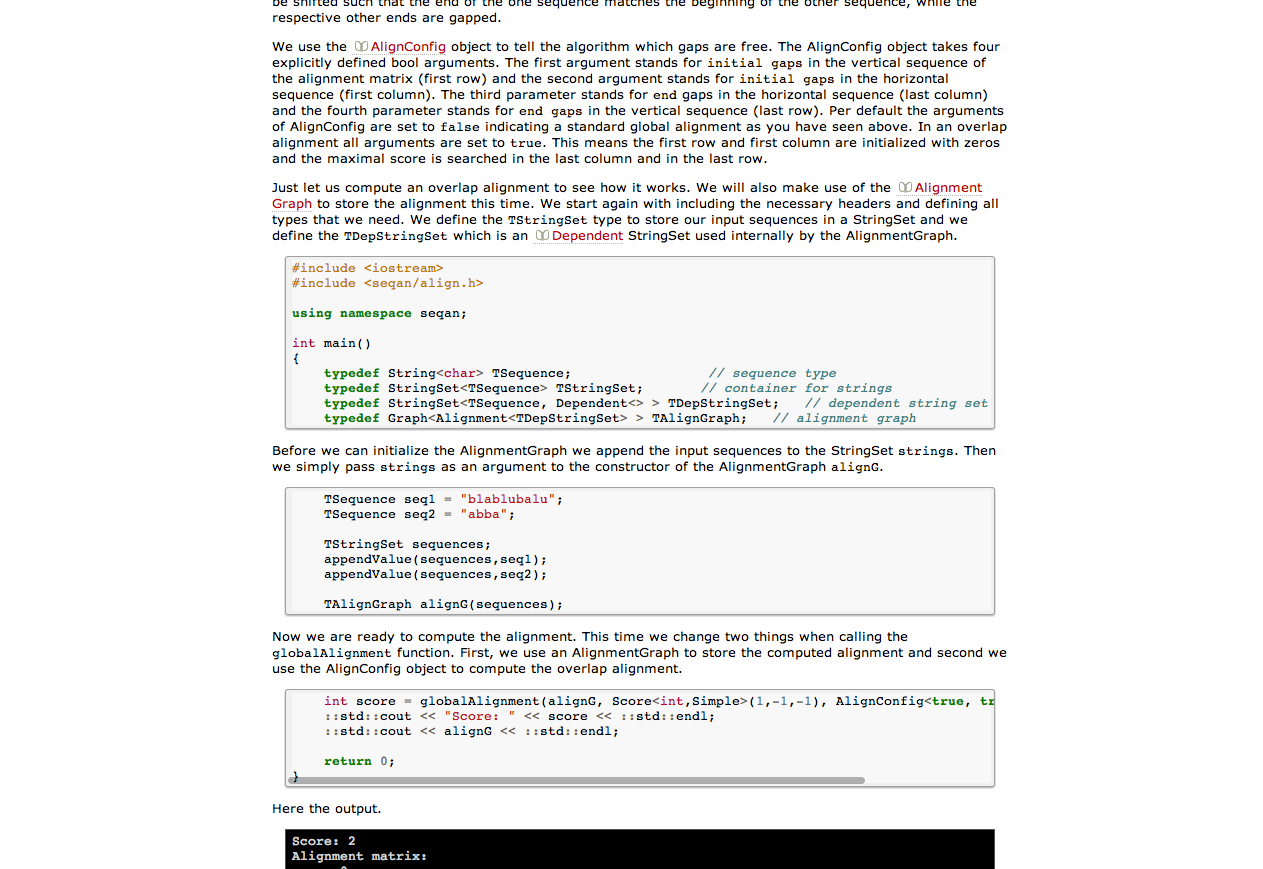 be shifted such that the end of the one sequence matches the beginning of the other sequence, while the
respective other ends are gapped.
We use the AlignConfig object to tell the algorithm which gaps are free. The AlignConfig object takes four
explicitly defined bool arguments. The first argument stands for initial gaps in the vertical sequence of
the alignment matrix (first row) and the second argument stands for initial gaps in the horizontal
sequence (first column). The third parameter stands for end gaps in the horizontal sequence (last column)
and the fourth parameter stands for end gaps in the vertical sequence (last row). Per default the arguments
of AlignConfig are set to false indicating a standard global alignment as you have seen above. In an overlap
alignment all arguments are set to true. This means the first row and first column are initialized with zeros
and the maximal score is searched in the last column and in the last row.
Just let us compute an overlap alignment to see how it works. We will also make use of the Alignment
Graph to store the alignment this time. We start again with including the necessary headers and defining all
types that we need. We define the TStringSet type to store our input sequences in a StringSet and we
define the TDepStringSet which is an Dependent StringSet used internally by the AlignmentGraph.
#include <iostream>
#include <seqan/align.h>
using namespace seqan;
int main()
{
typedef String<char> TSequence; // sequence type
typedef StringSet<TSequence> TStringSet; // container for strings
typedef StringSet<TSequence, Dependent<> > TDepStringSet; // dependent string set
typedef Graph<Alignment<TDepStringSet> > TAlignGraph; // alignment graph
Before we can initialize the AlignmentGraph we append the input sequences to the StringSet strings. Then
we simply pass strings as an argument to the constructor of the AlignmentGraph alignG.
TSequence seq1 = "blablubalu";
TSequence seq2 = "abba";
TStringSet sequences;
appendValue(sequences,seq1);
appendValue(sequences,seq2);
TAlignGraph alignG(sequences);
Now we are ready to compute the alignment. This time we change two things when calling the
globalAlignment function. First, we use an AlignmentGraph to store the computed alignment and second we
use the AlignConfig object to compute the overlap alignment.
int score = globalAlignment(alignG, Score<int,Simple>(1,-1,-1), AlignConfig<true, tr
::std::cout << "Score: " << score << ::std::endl;
::std::cout << alignG << ::std::endl;
return 0;
}
Here the output.
Score: 2
Alignment matrix: